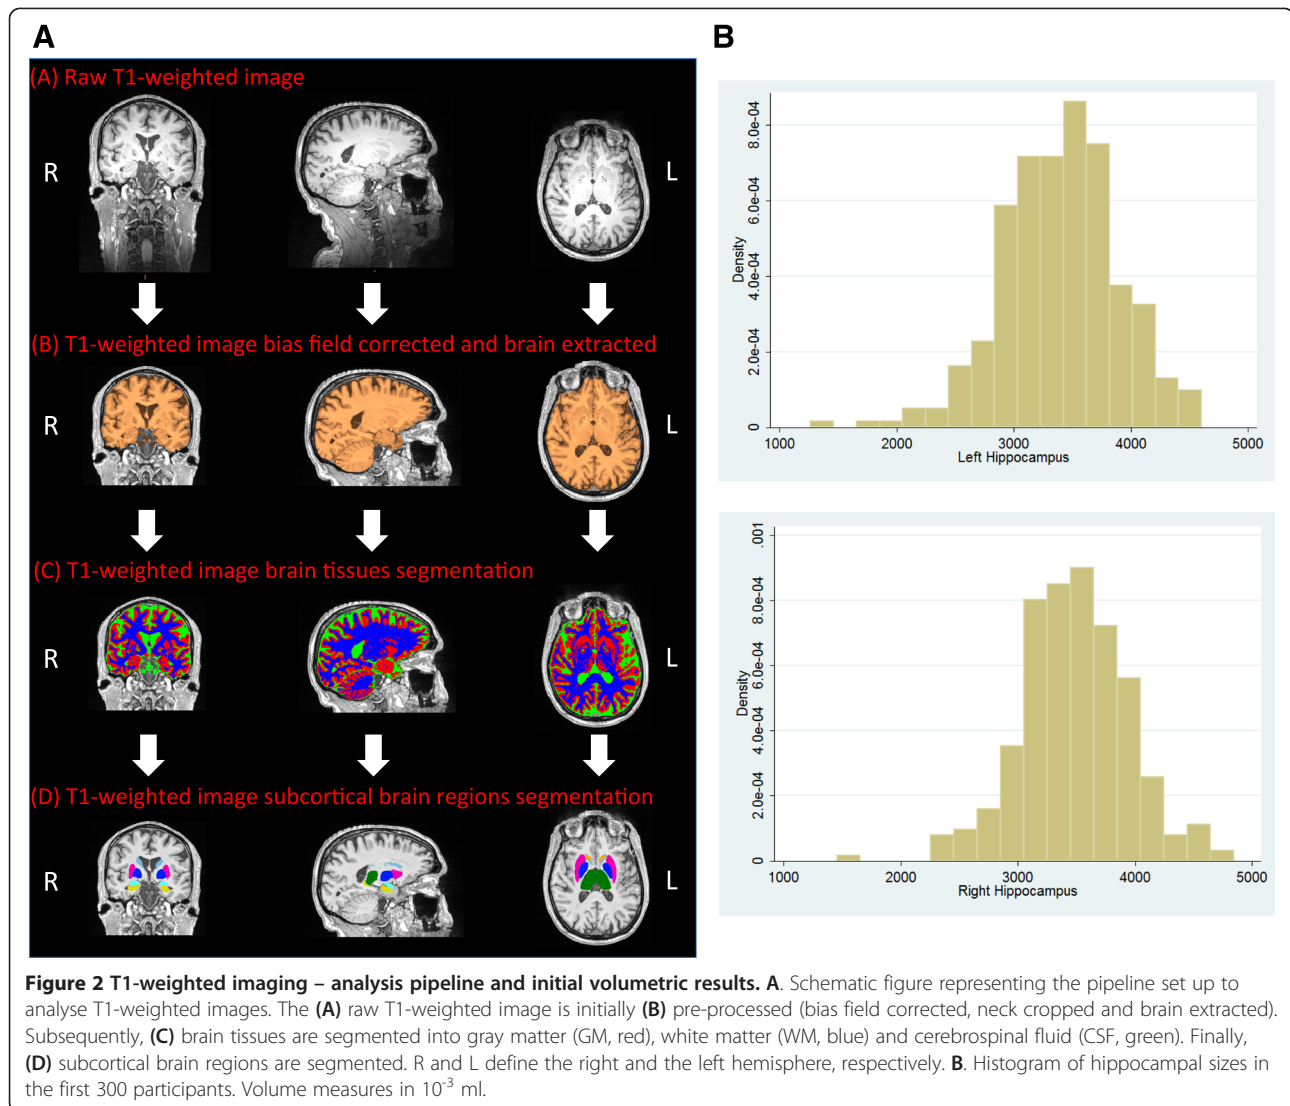 A
B
(A) Raw T1-weighted image
R
L
(B) T1-weighted image bias field corrected and brain extracted
R
L
(C) T1-weighted image brain tissues segmentation
R
L
(D) T1-weighted image subcortical brain regions segmentation
R
L
Density
0
2.0e-04
4.0e-04
6.0e-04
8.0e-04
1000
2000
3000
4000
5000
Left Hippocampus
Density
0
2.0e-04
4.0e-04
6.0e-04
8.0e-04
.001
1000
2000
3000
4000
5000
Right Hippocampus
Figure 2 T1-weighted imaging – analysis pipeline and initial volumetric results. A. Schematic figure representing the pipeline set up to
analyse T1-weighted images. The (A) raw T1-weighted image is initially (B) pre-processed (bias field corrected, neck cropped and brain extracted).
Subsequently, (C) brain tissues are segmented into gray matter (GM, red), white matter (WM, blue) and cerebrospinal fluid (CSF, green). Finally,
(D) subcortical brain regions are segmented. R and L define the right and the left hemisphere, respectively. B. Histogram of hippocampal sizes in
the first 300 participants. Volume measures in 10⁻³ ml.